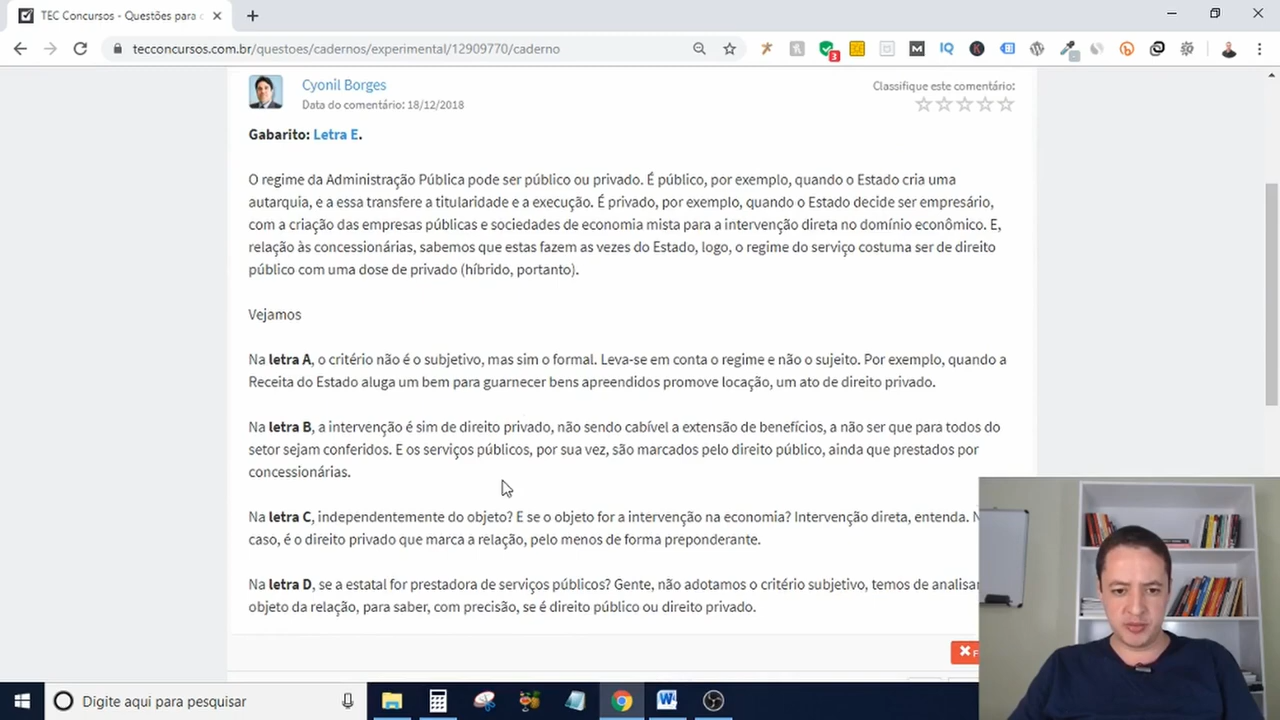 TEC Concursos - Questões para c
tecconcursos.com.br/questoes/cadernos/experimental/12909770/caderno
3
M
IQ
K
Cyonil Borges
Data do comentário: 18/12/2018
Classifique este comentário:
Gabarito: Letra E.
O regime da Administração Pública pode ser público ou privado. É público, por exemplo, quando o Estado cria uma
autarquia, e a essa transfere a titularidade e a execução. É privado, por exemplo, quando o Estado decide ser empresário,
com a criação das empresas públicas e sociedades de economia mista para a intervenção direta no domínio econômico. E,
relação às concessionárias, sabemos que estas fazem as vezes do Estado, logo, o regime do serviço costuma ser de direito
público com uma dose de privado (híbrido, portanto).
Vejamos
Na letra A, o critério não é o subjetivo, mas sim o formal. Leva-se em conta o regime e não o sujeito. Por exemplo, quando a
Receita do Estado aluga um bem para guarnecer bens apreendidos promove locação, um ato de direito privado.
Na letra B, a intervenção é sim de direito privado, não sendo cabível a extensão de benefícios, a não ser que para todos do
setor sejam conferidos. E os serviços públicos, por sua vez, são marcados pelo direito público, ainda que prestados por
concessionárias.
Na letra C, independentemente do objeto? E se o objeto for a intervenção na economia? Intervenção direta, entenda. N
caso, é o direito privado que marca a relação, pelo menos de forma preponderante.
Na letra D, se a estatal for prestadora de serviços públicos? Gente, não adotamos o critério subjetivo, temos de analisar
objeto da relação, para saber, com precisão, se é direito público ou direito privado.
F
Digite aqui para pesquisar